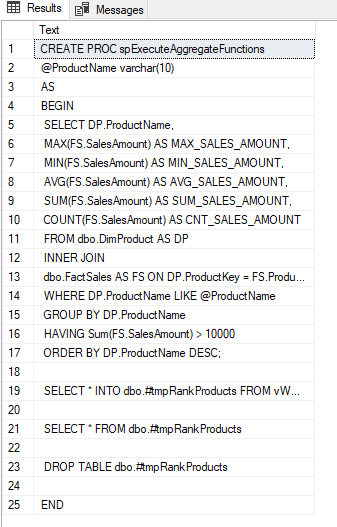 Results Messages
Text
1 CREATE PROC spExecuteAggregateFunctions
2 @ProductName varchar(10)
3 AS
4 BEGIN
5 SELECT DP.ProductName,
6 MAX(FS.SalesAmount) AS MAX_SALES_AMOUNT,
7 MIN(FS.SalesAmount) AS MIN_SALES_AMOUNT,
8 AVG(FS.SalesAmount) AS AVG_SALES_AMOUNT,
9 SUM(FS.SalesAmount) AS SUM_SALES_AMOUNT,
10 COUNT(FS.SalesAmount) AS CNT_SALES_AMOUNT
11 FROM dbo.DimProduct AS DP
12 INNER JOIN
13 dbo.FactSales AS FS ON DP.ProductKey = FS.Produ...
14 WHERE DP.ProductName LIKE @ProductName
15 GROUP BY DP.ProductName
16 HAVING Sum(FS.SalesAmount) > 10000
17 ORDER BY DP.ProductName DESC;
18
19 SELECT * INTO dbo.#tmpRankProducts FROM vW...
20
21 SELECT * FROM dbo.#tmpRankProducts
22
23 DROP TABLE dbo.#tmpRankProducts
24
25 END